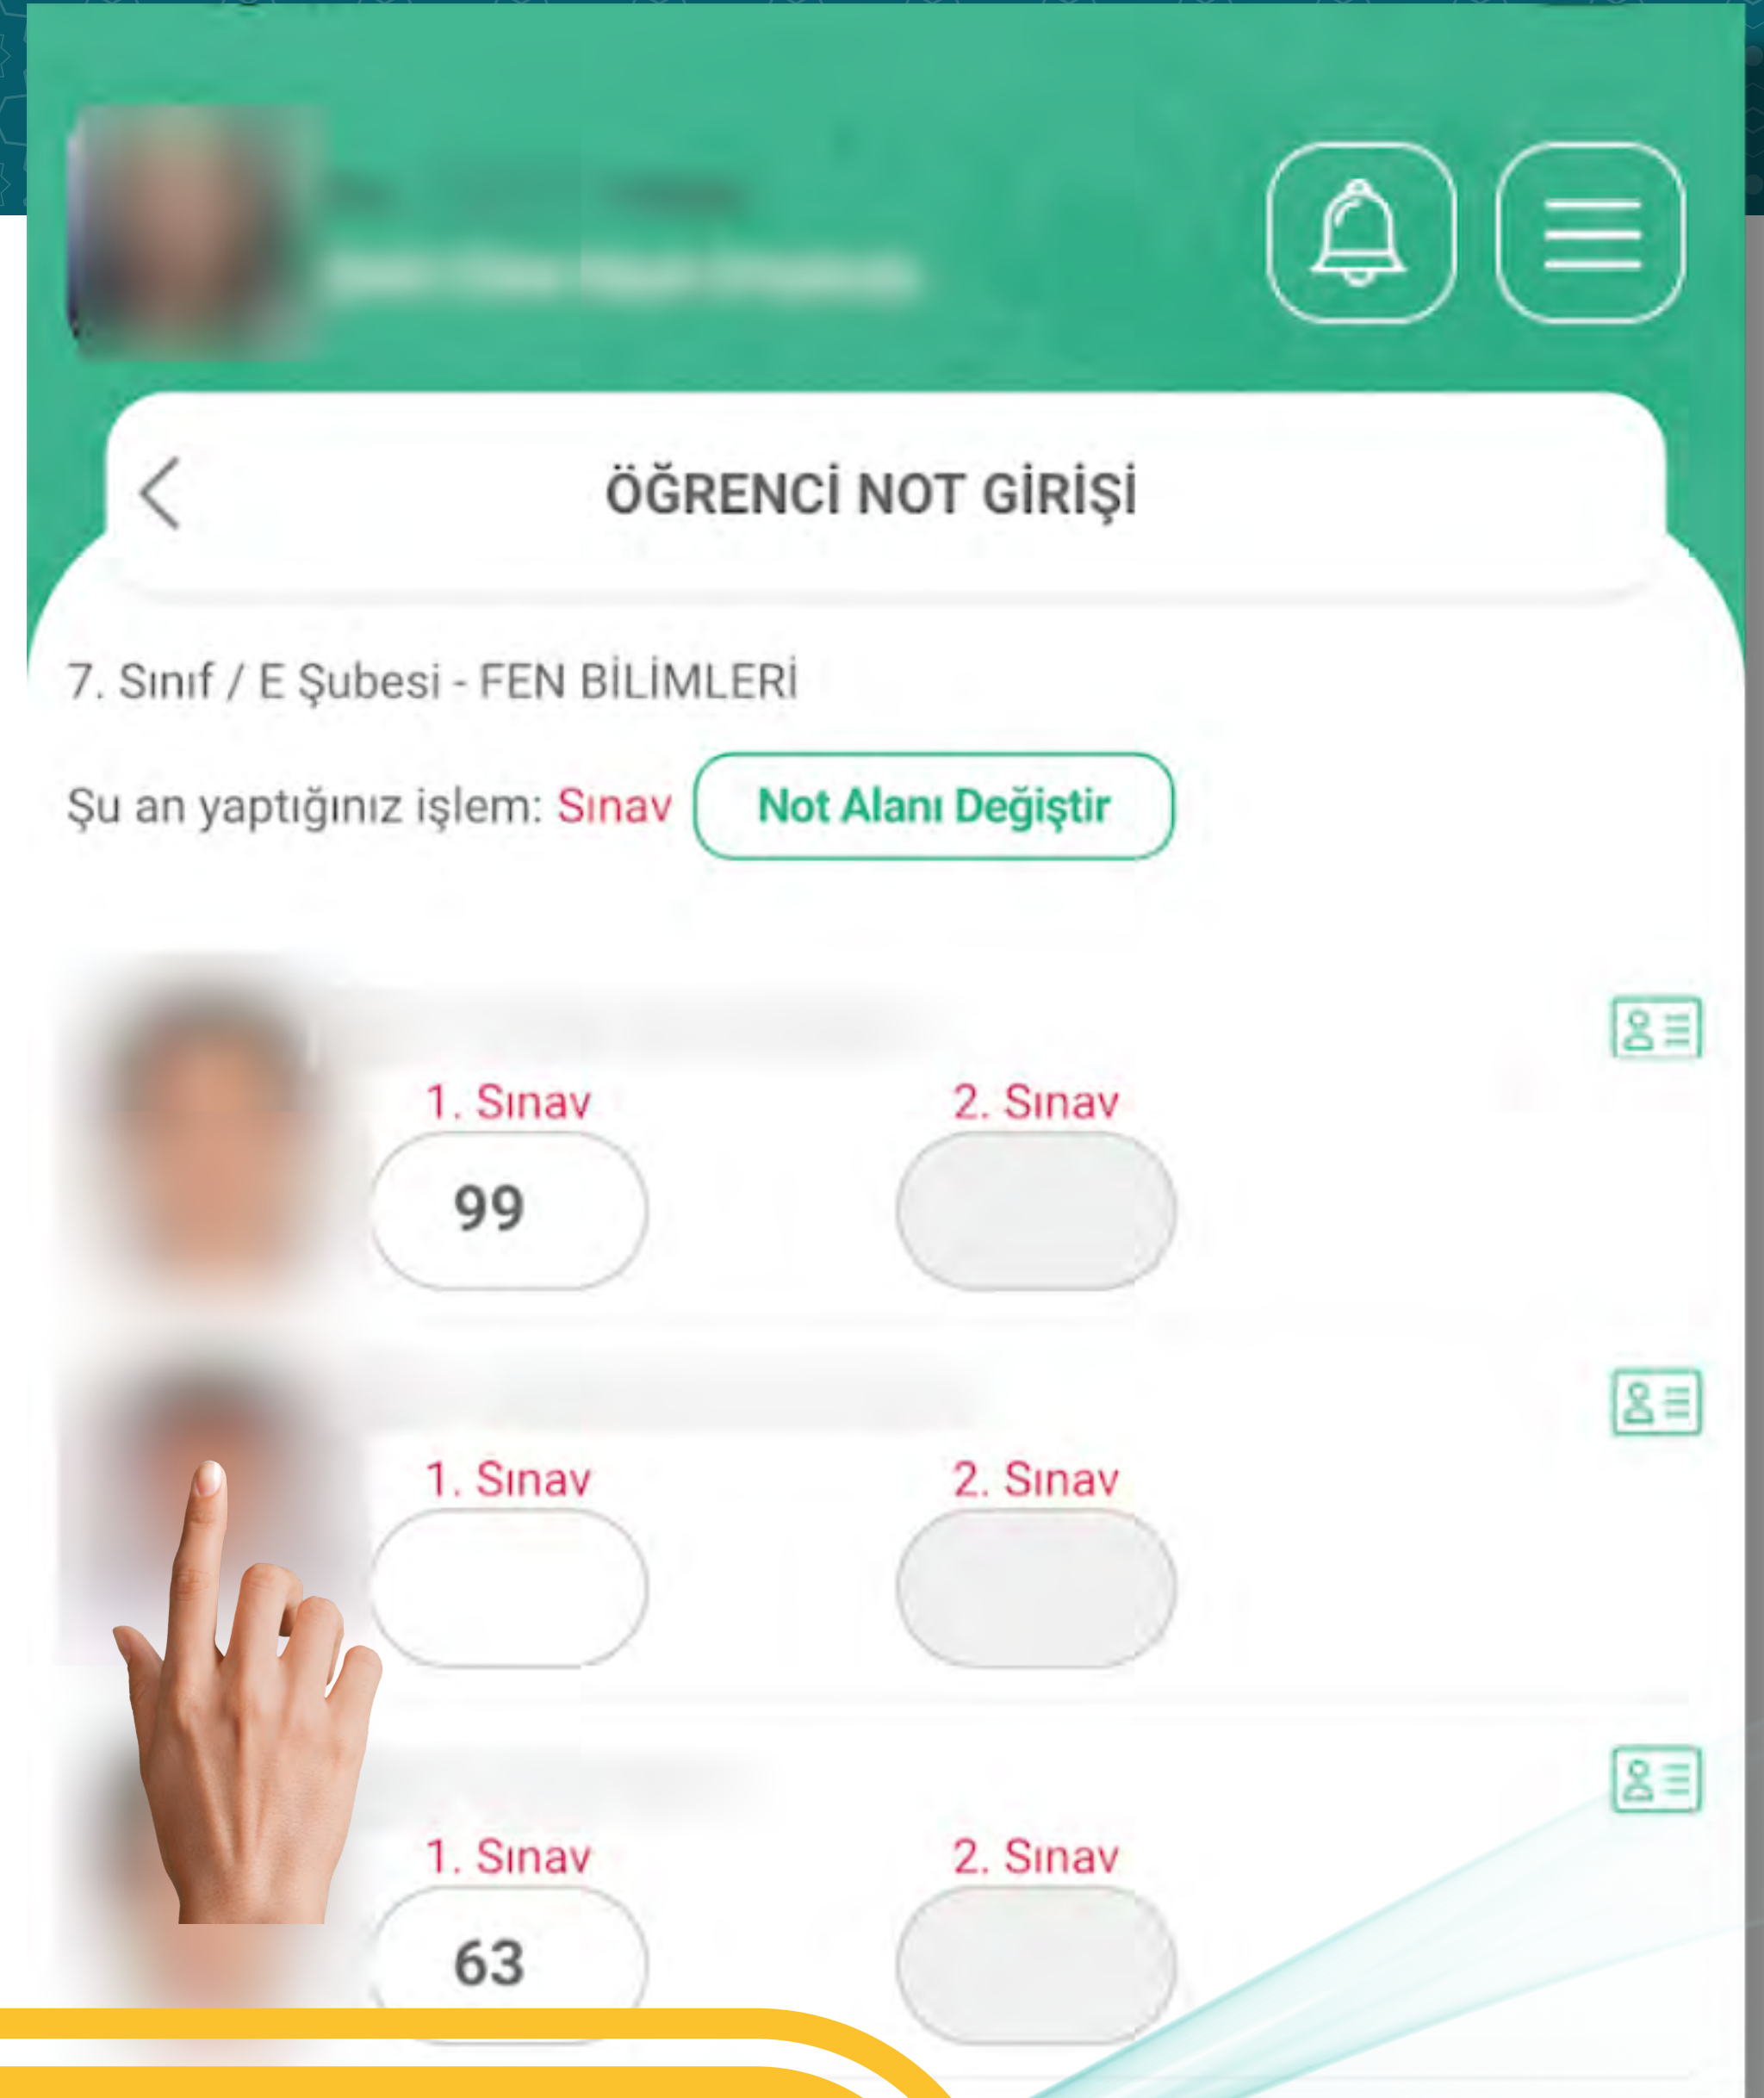 ÖĞRENCİ NOT GİRİŞİ
7. Sınıf / E Şubesi - FEN BİLİMLERİ
Şu an yaptığınız işlem: Sınav Not Alanı Değiştir
1. Sınav 2. Sınav
99
1. Sınav 2. Sınav
1. Sınav 2. Sınav
63